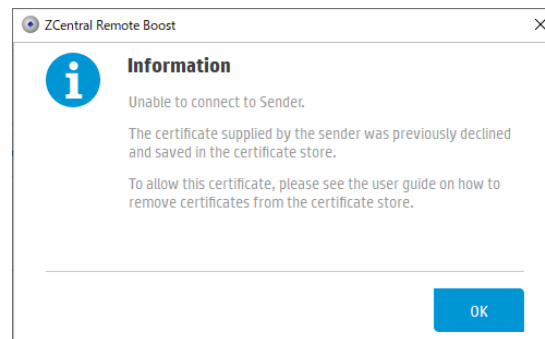 ZCentral Remote Boost
Information
Unable to connect to Sender.
The certificate supplied by the sender was previously declined
and saved in the certificate store.
To allow this certificate, please see the user guide on how to
remove certificates from the certificate store.
OK